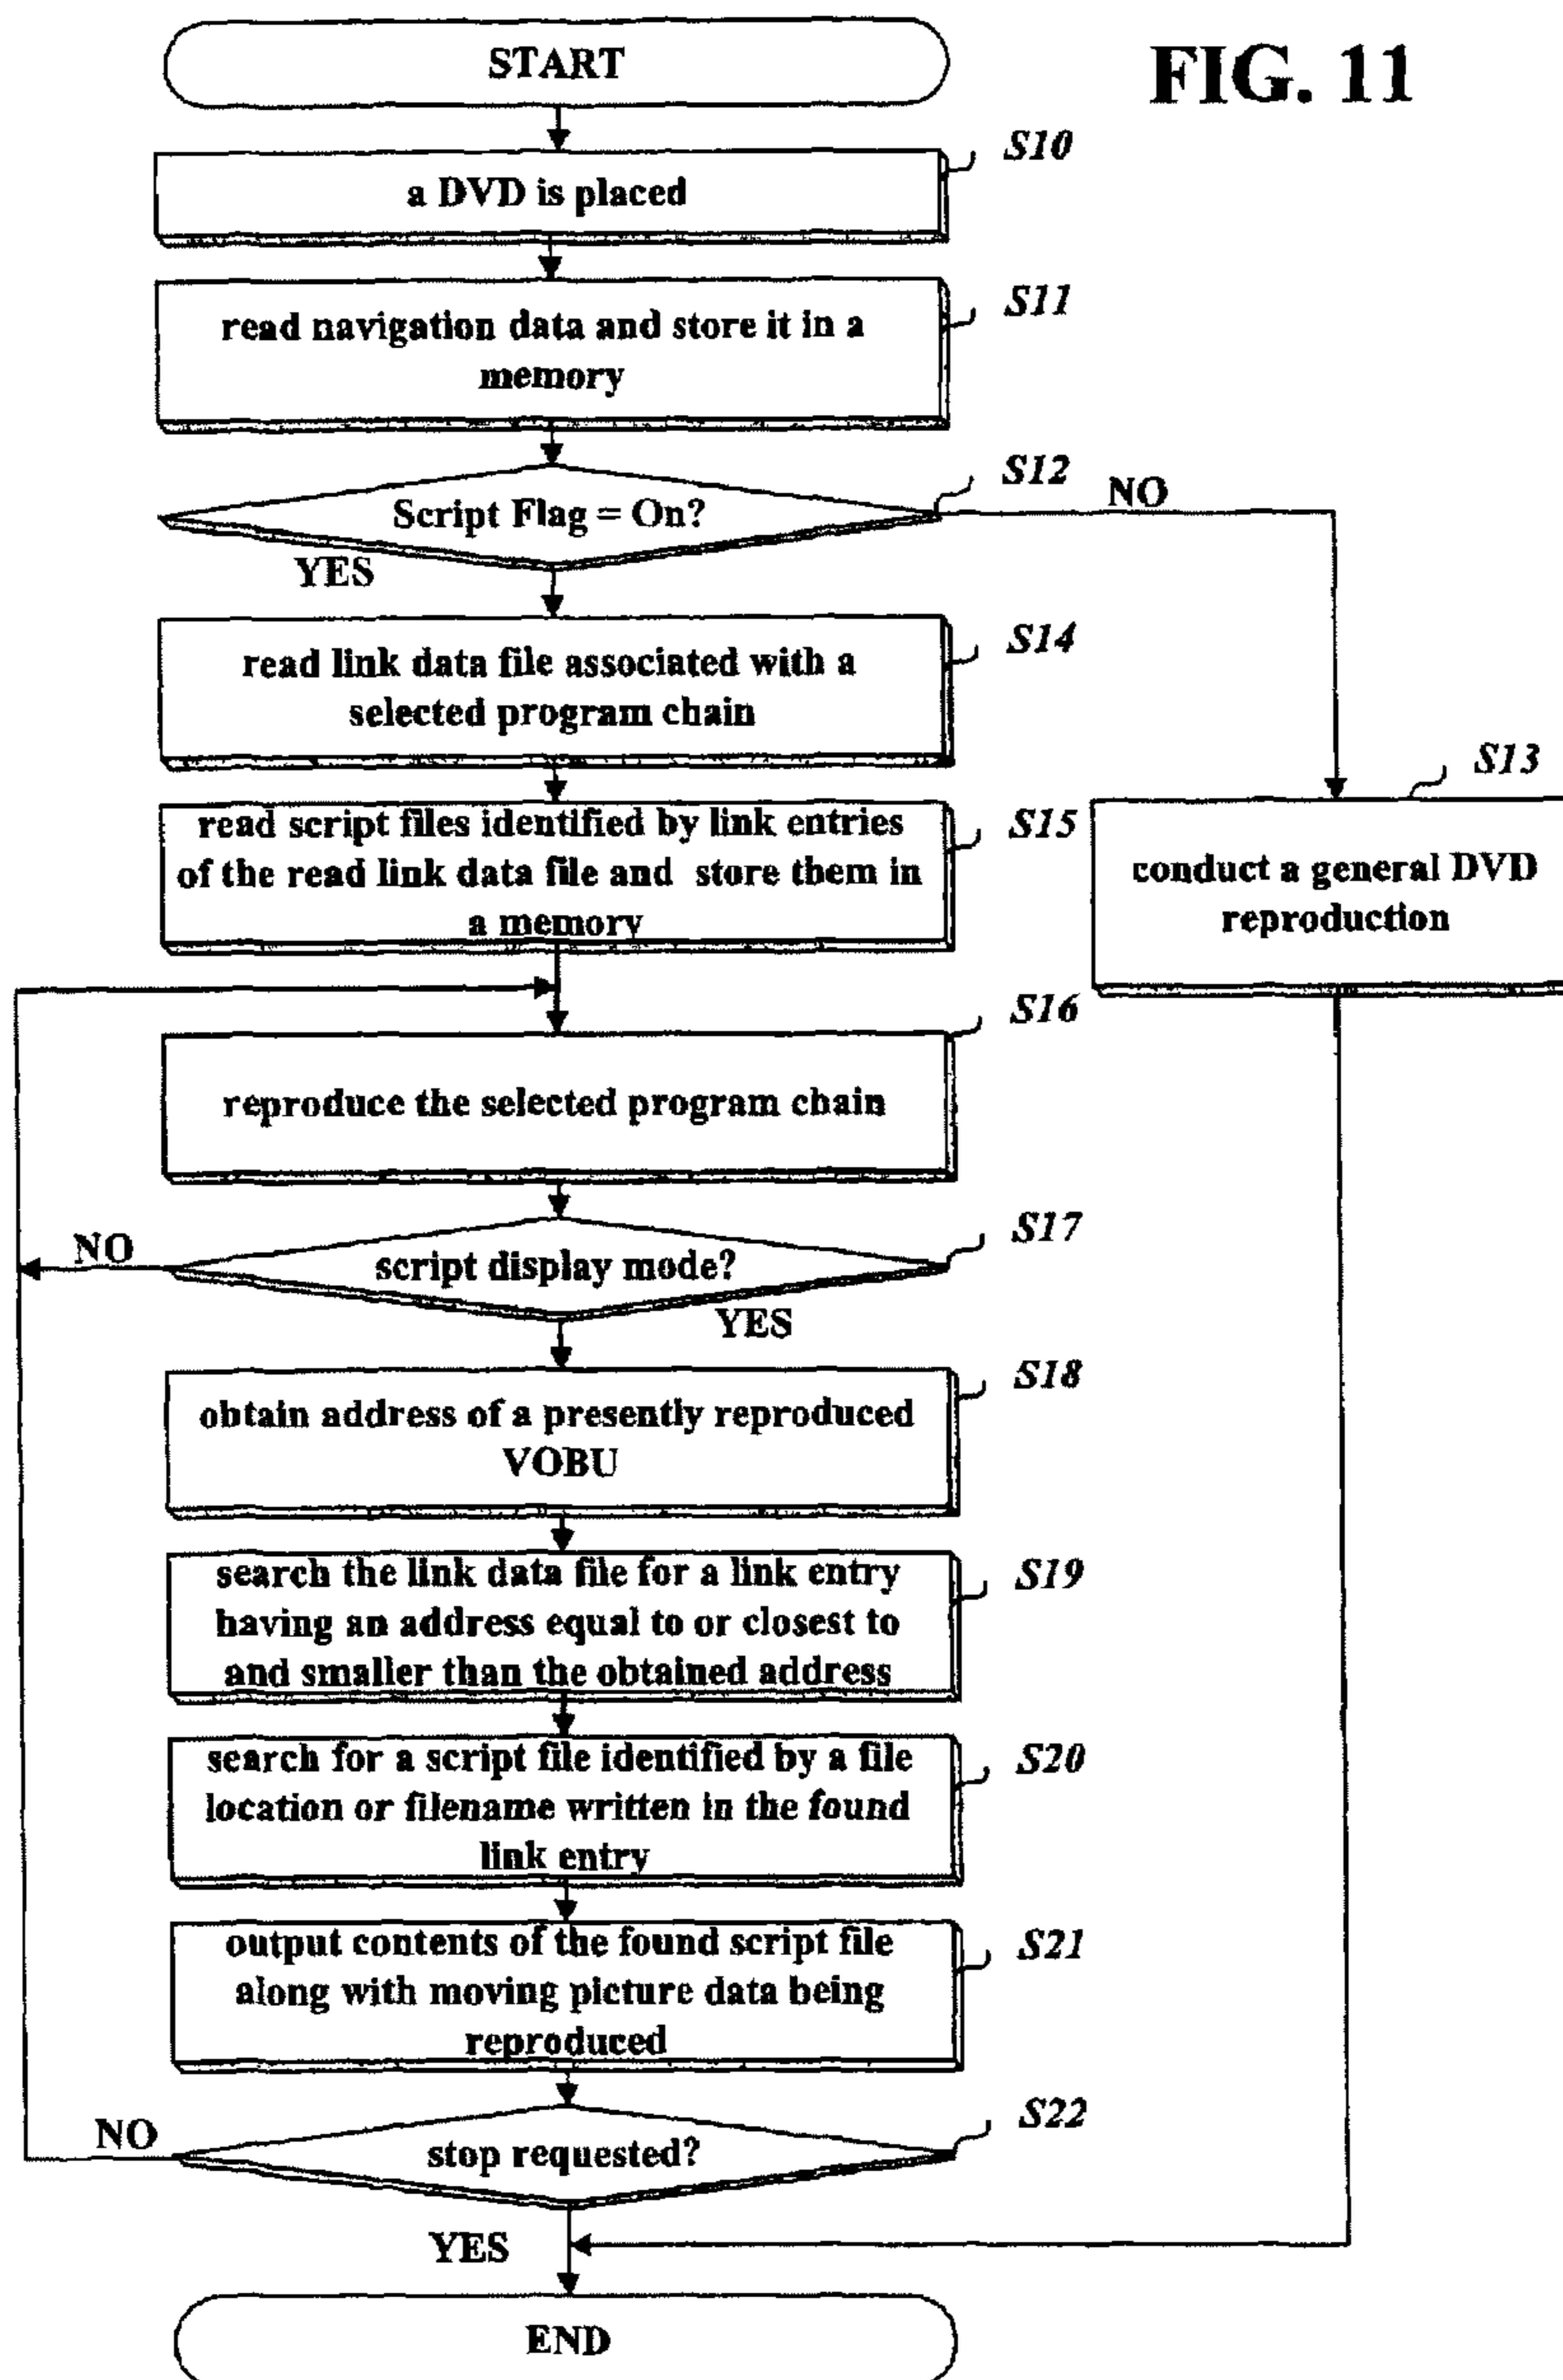 FIG. 11
START
S10
a DVD is placed
S11
read navigation data and store it in a
memory
S12
Script Flag = On?
NO
YES
S14
read link data file associated with a
selected program chain
S13
conduct a general DVD
reproduction
S15
read script files identified by link entries
of the read link data file and store them in
a memory
S16
reproduce the selected program chain
S17
script display mode?
NO
YES
S18
obtain address of a presently reproduced
VOBU
S19
search the link data file for a link entry
having an address equal to or closest to
and smaller than the obtained address
S20
search for a script file identified by a file
location or filename written in the found
link entry
S21
output contents of the found script file
along with moving picture data being
reproduced
S22
stop requested?
NO
YES
END